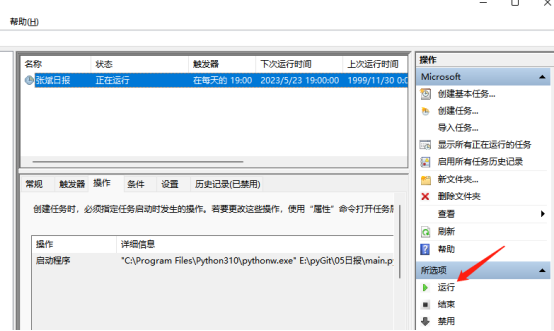 帮助(H)
名称 状态 触发器 下次运行时间 上次运行时间
张斌日报 正在运行 在每天的 19:00 2023/5/23 19:00:00 1999/11/30 0:0
常规 触发器 操作 条件 设置 历史记录(已禁用)
创建任务时，必须指定任务启动时发生的操作。若要更改这些操作，使用“属性”命令打开任务
操作 详细信息
启动程序 "C:\Program Files\Python310\pythonw.exe" E:\pyGit\05日报\main.p
操作
Microsoft
创建基本任务...
创建任务...
导入任务...
显示所有正在运行的任务
启用所有任务历史记录
新文件夹...
删除文件夹
查看
刷新
帮助
所选项
运行
结束
禁用